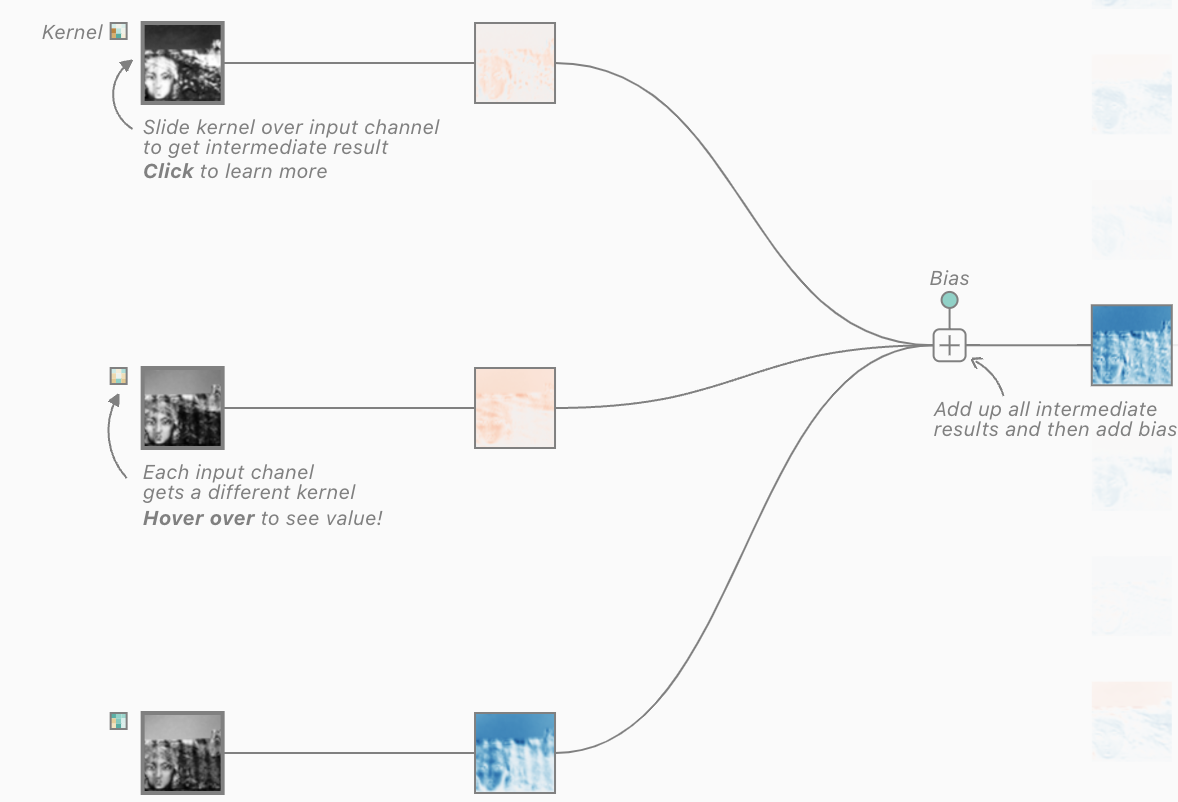 Kernel
Slide kernel over input channel
to get intermediate result
Click to learn more
Bias
Add up all intermediate
results and then add bias
Each input chanel
gets a different kernel
Hover over to see value!